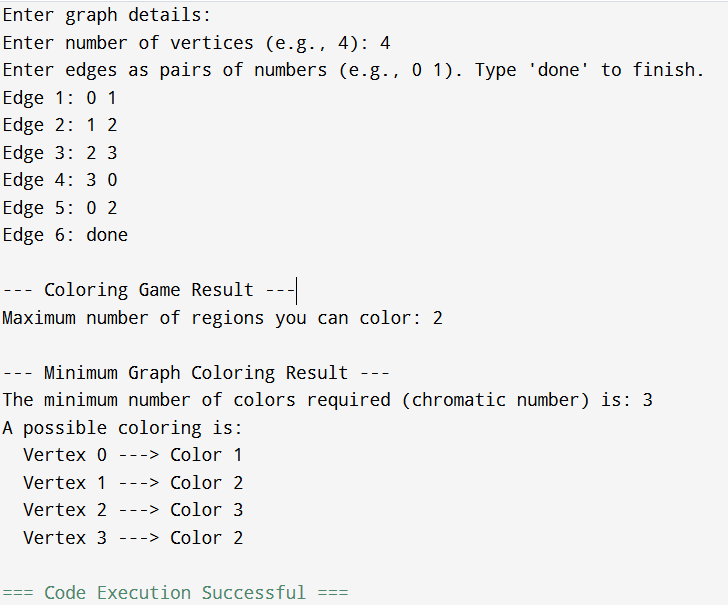 Enter graph details:
Enter number of vertices (e.g., 4): 4
Enter edges as pairs of numbers (e.g., 0 1). Type 'done' to finish.
Edge 1: 0 1
Edge 2: 1 2
Edge 3: 2 3
Edge 4: 3 0
Edge 5: 0 2
Edge 6: done
--- Coloring Game Result ---
Maximum number of regions you can color: 2
--- Minimum Graph Coloring Result ---
The minimum number of colors required (chromatic number) is: 3
A possible coloring is:
  Vertex 0 ---> Color 1
  Vertex 1 ---> Color 2
  Vertex 2 ---> Color 3
  Vertex 3 ---> Color 2
=== Code Execution Successful ===